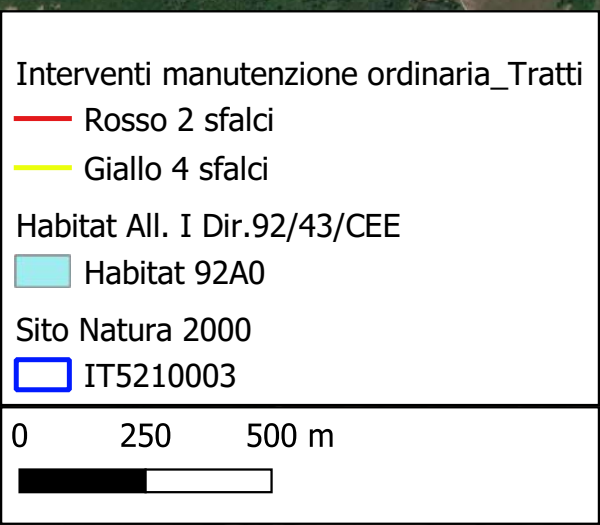 Interventi manutenzione ordinaria_Tratti
Rosso 2 sfalci
Giallo 4 sfalci
Habitat All. I Dir.92/43/CEE
Habitat 92A0
Sito Natura 2000
IT5210003
0 250 500 m